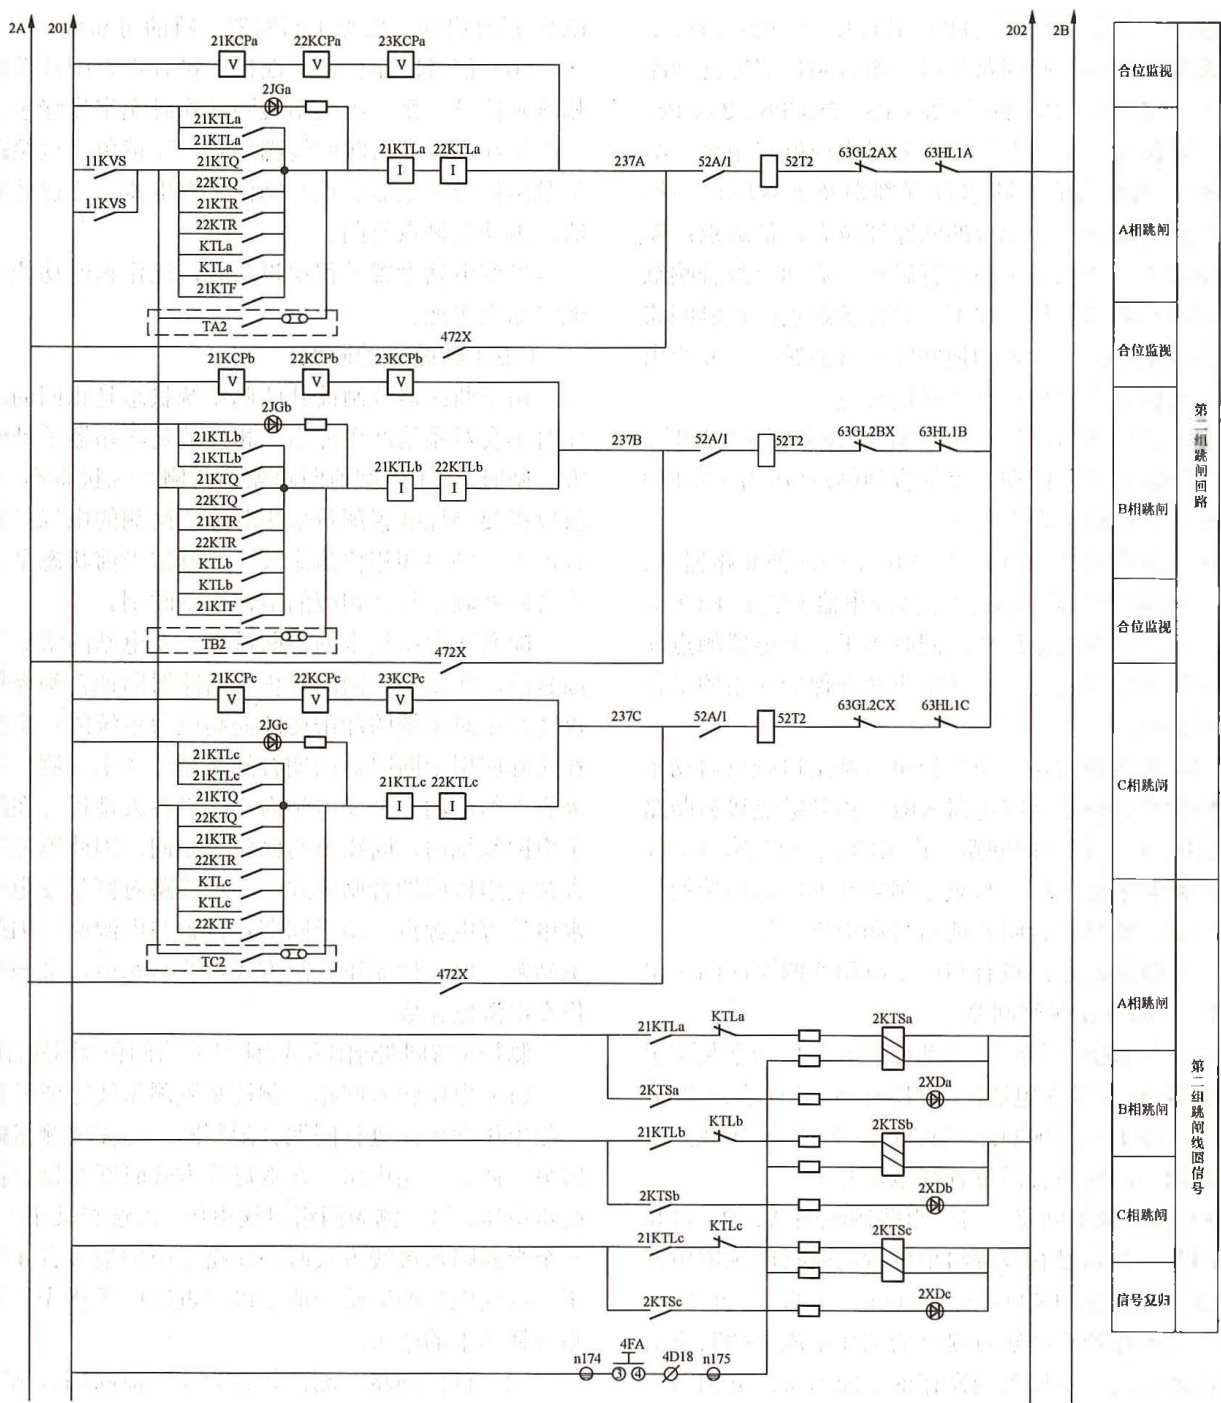 2A 201 202 2B
21KCPa 22KCPa 23KCPa
合位监视
2JGa
21KTLa
21KTLa
11KVS 21KTQ 21KTLa 22KTLa 237A 52A/1 52T2 63GL2AX 63HL1A
V V V
I I
22KTQ
11KVS 21KTR
22KTR
KTLa
KTLa
21KTF
A相跳闸
TA2
472X
21KCPb 22KCPb 23KCPb
V V V
合位监视
2JGb
21KTLb
21KTLb
21KTQ 21KTLb 22KTLb 237B 52A/1 52T2 63GL2BX 63HL1B
I I
22KTQ
21KTR
22KTR
KTLb
KTLb
21KTF
B相跳闸
第二组跳闸回路
TB2
472X
合位监视
21KCPc 22KCPc 23KCPc
V V V
2JGc
21KTLc
21KTLc
21KTQ 21KTLc 22KTLc 237C 52A/1 52T2 63GL2CX 63HL1C
I I
22KTQ
21KTR
22KTR
KTLc
KTLc
22KTF
C相跳闸
TC2
472X
21KTLa KTLa 2KTSa
A相跳闸
2KTSa 2XDa
21KTLb KTLb 2KTSb
B相跳闸
2KTSb 2XDb
21KTLc KTLc 2KTSc
C相跳闸
2KTSc 2XDc
信号复归
第二组跳闸线圈信号
n174 4FA 4D18 n175
3 4